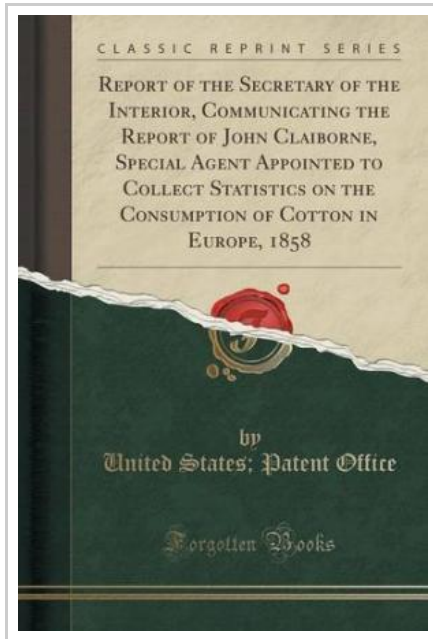 CLASSIC REPRINT SERIES
REPORT OF THE SECRETARY OF THE
INTERIOR, COMMUNICATING THE
REPORT OF JOHN CLAIBORNE,
SPECIAL AGENT APPOINTED TO
COLLECT STATISTICS ON THE
CONSUMPTION OF COTTON IN
EUROPE, 1858
by
United States; Patent Office
Forgotten Books